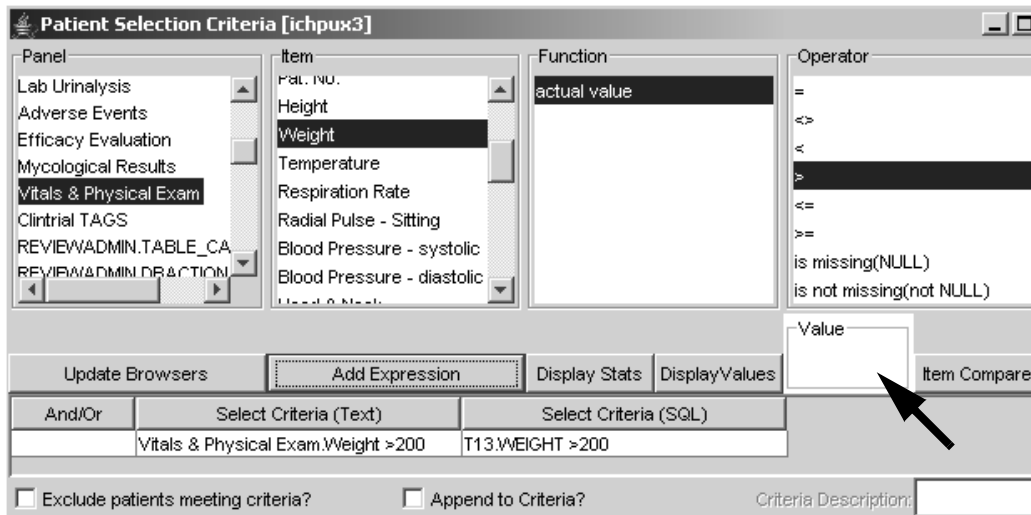 Patient Selection Criteria [ichpux3]
Panel
Lab Urinalysis
Adverse Events
Efficacy Evaluation
Mycological Results
Vitals & Physical Exam
Clintrial TAGS
REVIEWADMIN.TABLE_CA
REVIEWADMIN.DRACTION
Item
Pat. No.
Height
Weight
Temperature
Respiration Rate
Radial Pulse - Sitting
Blood Pressure - systolic
Blood Pressure - diastolic
Head & Neck
Function
actual value
Operator
=
<>
<
>
<=
>=
is missing(NULL)
is not missing(not NULL)
Value
Update Browsers
Add Expression
Display Stats
DisplayValues
Item Compare
And/Or Select Criteria (Text) Select Criteria (SQL)
Vitals & Physical Exam.Weight >200 T13.WEIGHT >200
Exclude patients meeting criteria?
Append to Criteria?
Criteria Description: